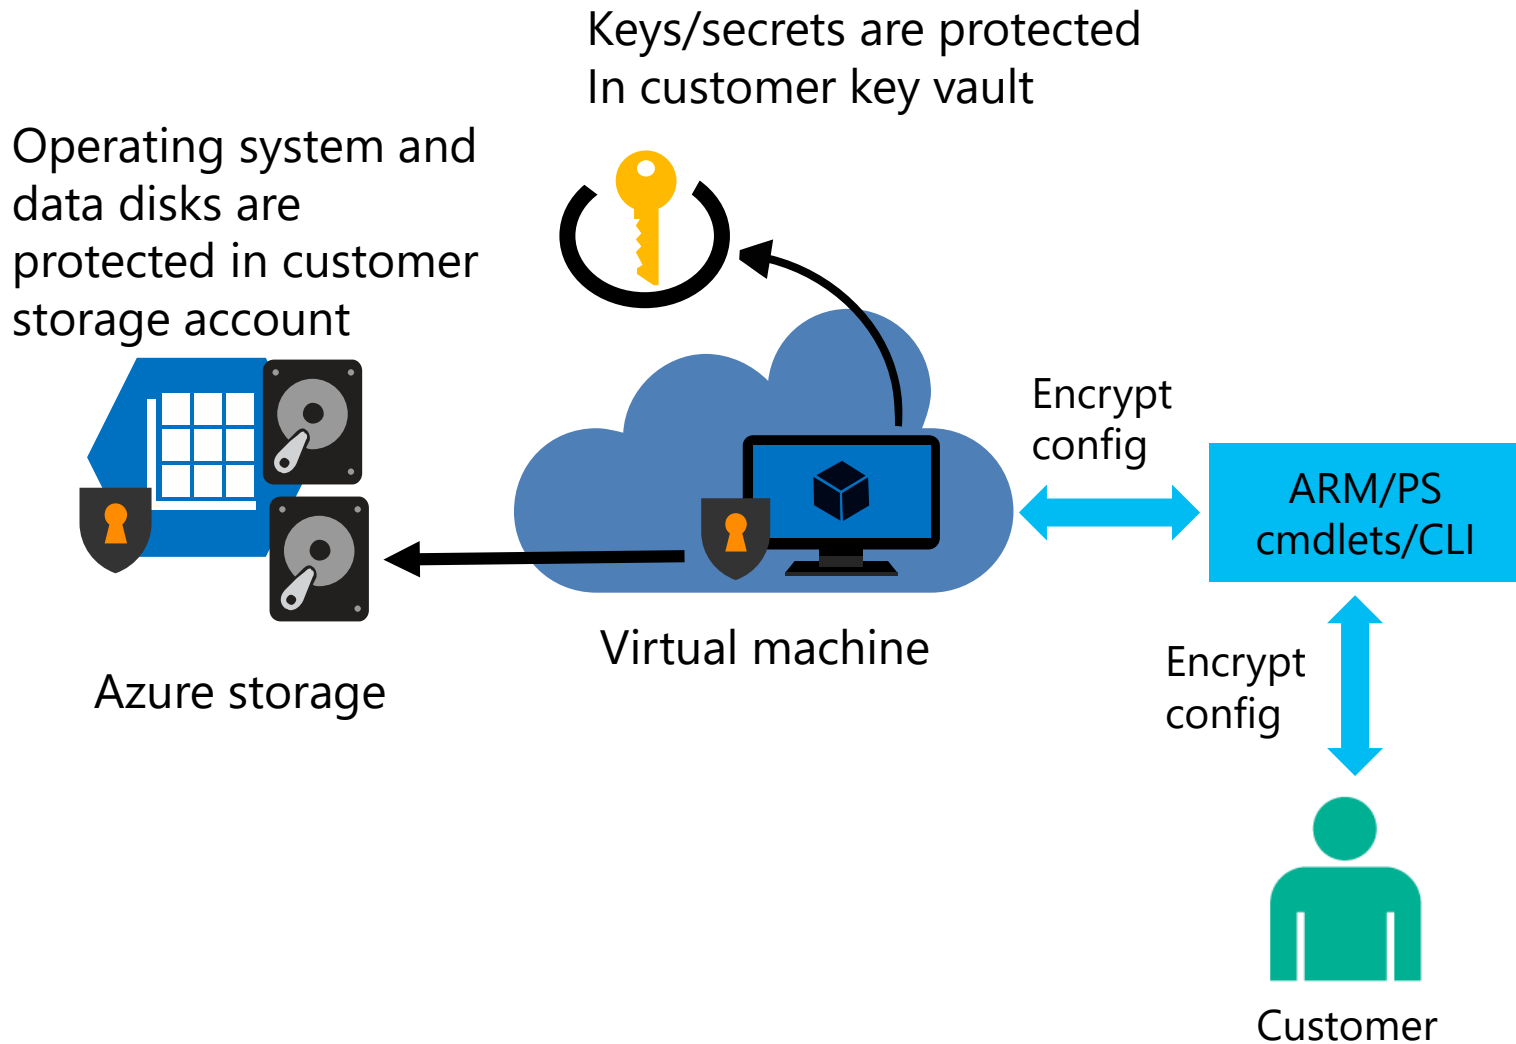 Keys/secrets are protected
In customer key vault
Operating system and
data disks are
protected in customer
storage account
Encrypt
config
ARM/PS
cmdlets/CLI
Virtual machine
Azure storage
Encrypt
config
Customer